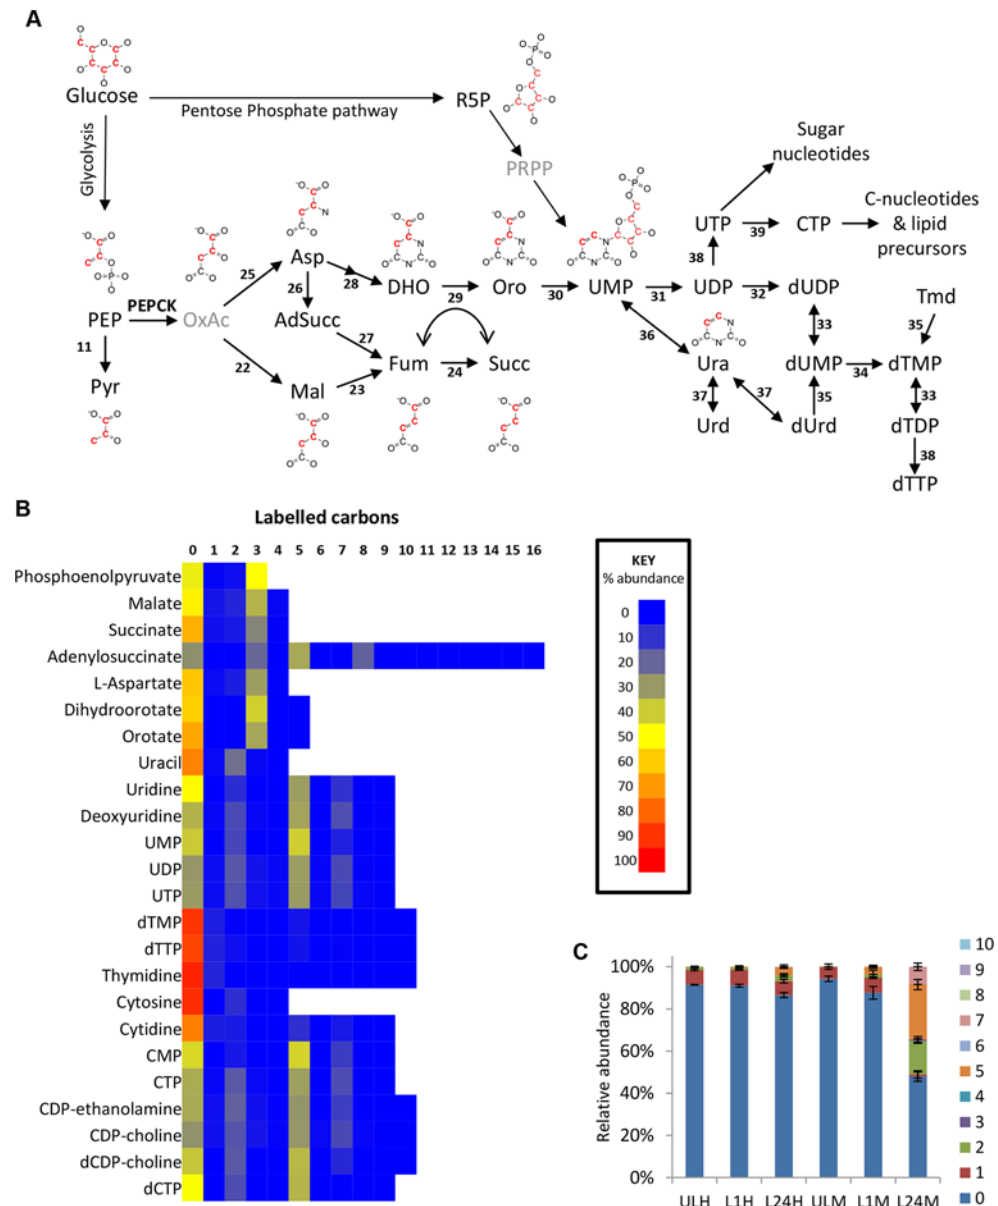 A
Glucose
Pentose Phosphate pathway
R5P
Glycolysis
PRPP
Sugar
nucleotides
UTP
39
CTP
C-nucleotides
& lipid
precursors
38
25
Asp
28
DHO
29
Oro
30
UMP
31
UDP
32
dUDP
Tmd
PEP
PEPCK
OxAc
26
AdSucc
27
36
33
35
11
22
Fum
24
Succ
Ura
dUMP
34
dTMP
Pyr
Mal
23
37
37
35
33
Urd
dUrd
dTDP
38
dTTP
B
Labelled carbons
0 1 2 3 4 5 6 7 8 9 10 11 12 13 14 15 16
Phosphoenolpyruvate
Malate
Succinate
Adenylosuccinate
L-Aspartate
Dihydroorotate
Orotate
Uracil
Uridine
Deoxyuridine
UMP
UDP
UTP
dTMP
dTTP
Thymidine
Cytosine
Cytidine
CMP
CTP
CDP-ethanolamine
CDP-choline
dCDP-choline
dCTP
KEY
% abundance
0
10
20
30
40
50
60
70
80
90
100
C
Relative abundance
100%
80%
60%
40%
20%
0%
ULH L1H L24H ULM L1M L24M
10
9
8
7
6
5
4
3
2
1
0